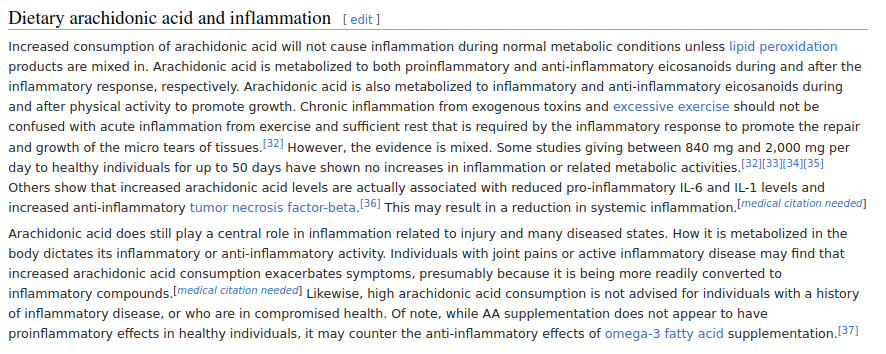 Dietary arachidonic acid and inflammation [ edit ]
Increased consumption of arachidonic acid will not cause inflammation during normal metabolic conditions unless lipid peroxidation
products are mixed in. Arachidonic acid is metabolized to both proinflammatory and anti-inflammatory eicosanoids during and after the
inflammatory response, respectively. Arachidonic acid is also metabolized to inflammatory and anti-inflammatory eicosanoids during
and after physical activity to promote growth. Chronic inflammation from exogenous toxins and excessive exercise should not be
confused with acute inflammation from exercise and sufficient rest that is required by the inflammatory response to promote the repair
and growth of the micro tears of tissues.[32] However, the evidence is mixed. Some studies giving between 840 mg and 2,000 mg per
day to healthy individuals for up to 50 days have shown no increases in inflammation or related metabolic activities.[32][33][34][35]
Others show that increased arachidonic acid levels are actually associated with reduced pro-inflammatory IL-6 and IL-1 levels and
increased anti-inflammatory tumor necrosis factor-beta.[36] This may result in a reduction in systemic inflammation.[medical citation needed]
Arachidonic acid does still play a central role in inflammation related to injury and many diseased states. How it is metabolized in the
body dictates its inflammatory or anti-inflammatory activity. Individuals with joint pains or active inflammatory disease may find that
increased arachidonic acid consumption exacerbates symptoms, presumably because it is being more readily converted to
inflammatory compounds.[medical citation needed] Likewise, high arachidonic acid consumption is not advised for individuals with a history
of inflammatory disease, or who are in compromised health. Of note, while AA supplementation does not appear to have
proinflammatory effects in healthy individuals, it may counter the anti-inflammatory effects of omega-3 fatty acid supplementation.[37]